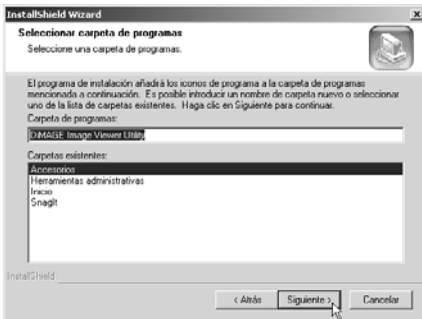 InstallShield Wizard
Seleccionar carpeta de programas
Seleccione una carpeta de programas.
El programa de instalación añadirá los iconos de programa a la carpeta de programas
mencionada a continuación. Es posible introducir un nombre de carpeta nuevo o seleccionar
uno de la lista de carpetas existentes. Haga clic en Siguiente para continuar.
Carpeta de programas:
DiMAGE Image Viewer Utility
Carpetas existentes:
Accesorios
Herramientas administrativas
Inicio
SnagIt
InstallShield
< Atrás
Siguiente >
Cancelar